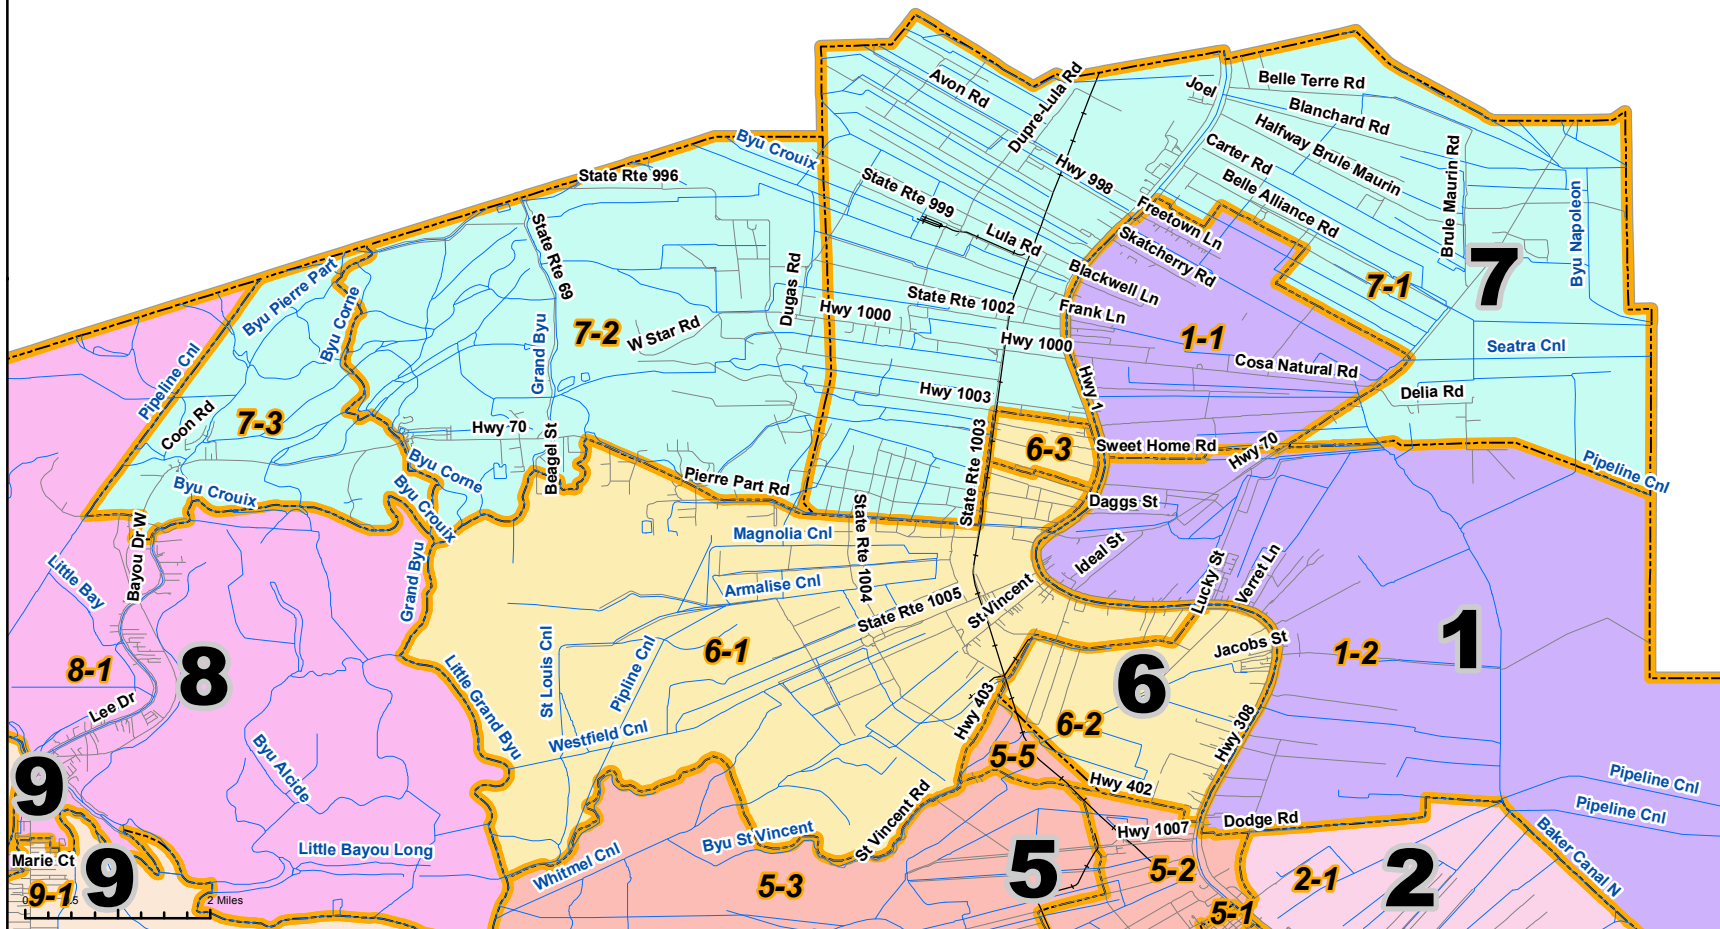 Avon Rd
Dupre-Lula Rd
Joel
Belle Terre Rd
Blanchard Rd
Halfway Brule Maurin
Carter Rd
Belle Alliance Rd
Brule Maurin Rd
Byu Napoleon
Byu Crouix
State Rte 996
State Rte 999
Hwy 998
Lula Rd
Freetown Ln
Skatcherry Rd
Blackwell Ln
Frank Ln
State Rte 69
Dugas Rd
Hwy 1000
State Rte 1002
Hwy 1000
7-1
7
Byu Pierre Part
Byu Corne
Grand Byu
7-2
W Star Rd
1-1
Cosa Natural Rd
Seatra Cnl
Delia Rd
Pipeline Cnl
Coon Rd
7-3
Hwy 70
Beagel St
Hwy 1003
Hwy 1
State Rte 1003
6-3
Sweet Home Rd
Hwy 70
Pipeline Cnl
Byu Corne
Byu Crouix
Byu Crouix
Pierre Part Rd
Daggs St
Magnolia Cnl
State Rte 1004
Bayou Dr W
Little Bay
Grand Byu
Armalise Cnl
State Rte 1005
St Vincent
Ideal St
Lucky St
Verret Ln
Jacobs St
1-2
1
8-1
8
Lee Dr
St Louis Cnl
Pipline Cnl
6-1
Little Grand Byu
Westfield Cnl
Hwy 403
6
6-2
Hwy 308
5-5
Hwy 402
Byu Alcide
9
Pipeline Cnl
Pipeline Cnl
Baker Canal N
Dodge Rd
Hwy 1007
St Vincent Rd
Byu St Vincent
Whitmel Cnl
Little Bayou Long
Marie Ct
9
9-1
0
.5
2 Miles
5-3
5
5-2
5-1
2-1
2